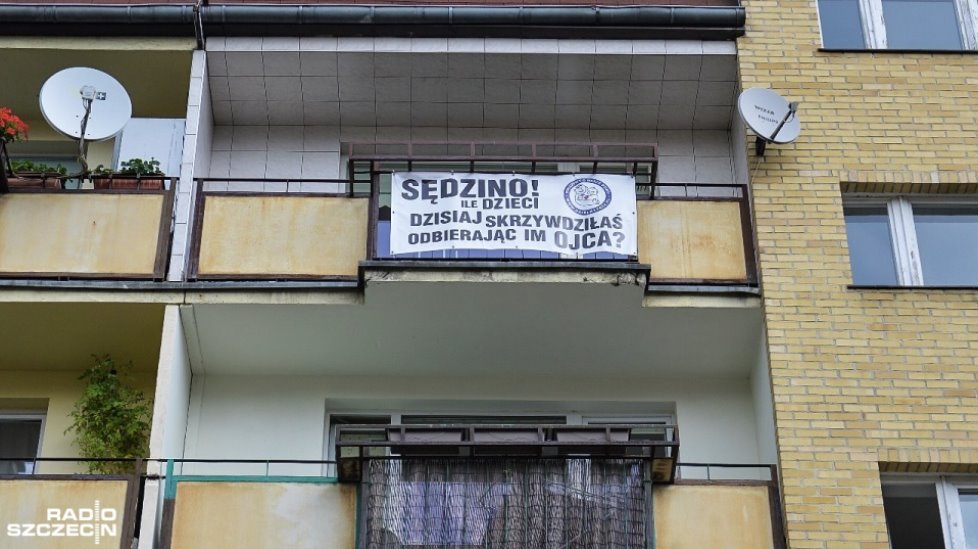 SĘDZINO!
ILE DZIECI
DZISIAJ SKRZYWDZIŁAŚ
ODBIERAJĄC IM OJCA?
RADIO
SZCZECIN